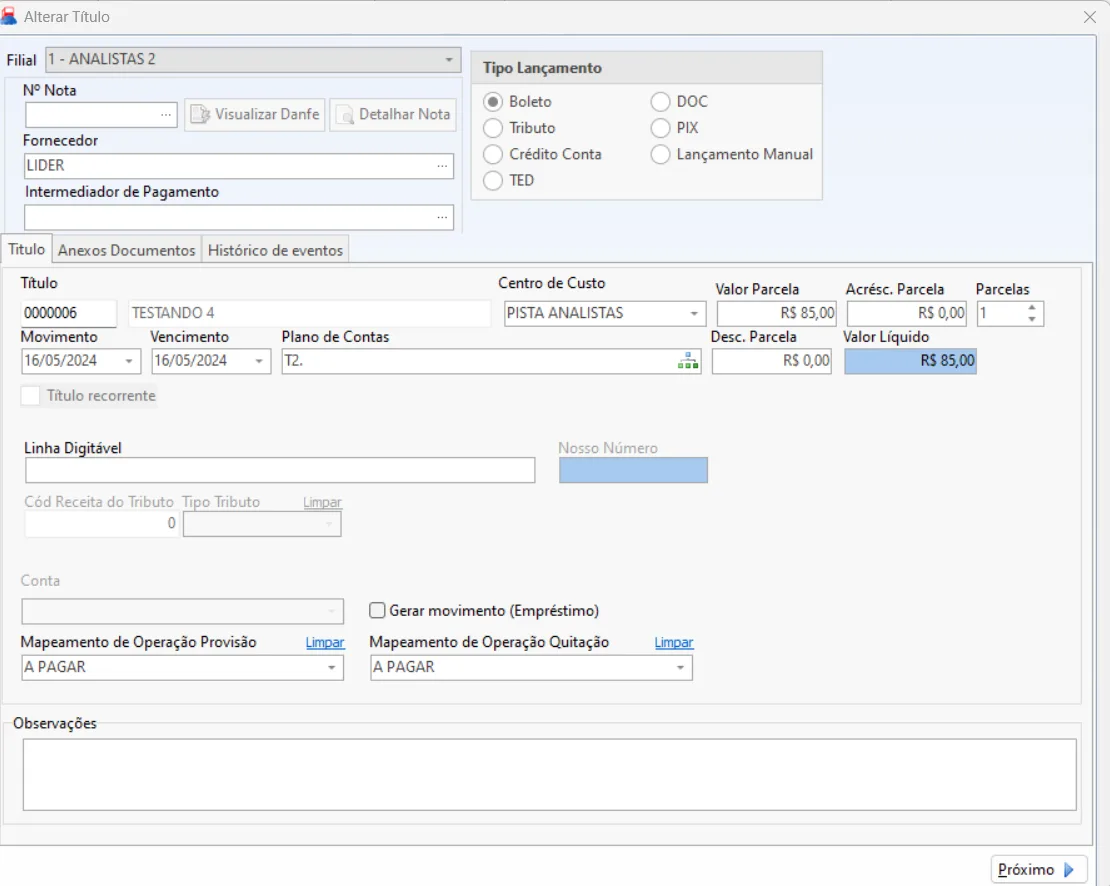 Alterar Título
Filial 1 - ANALISTAS 2
Nº Nota
... Visualizar Danfe Detalhar Nota
Fornecedor
LIDER ...
Intermediador de Pagamento
...
Tipo Lançamento
Boleto DOC
Tributo PIX
Crédito Conta Lançamento Manual
TED
Titulo Anexos Documentos Histórico de eventos
Título Centro de Custo Valor Parcela Acrésc. Parcela Parcelas
0000006 TESTANDO 4 PISTA ANALISTAS R$ 85,00 R$ 0,00 1
Movimento Vencimento Plano de Contas Desc. Parcela Valor Líquido
16/05/2024 16/05/2024 T2. R$ 0,00 R$ 85,00
Título recorrente
Linha Digitável Nosso Número
Cód Receita do Tributo Tipo Tributo Limpar
0
Conta
Gerar movimento (Empréstimo)
Mapeamento de Operação Provisão Limpar Mapeamento de Operação Quitação Limpar
A PAGAR A PAGAR
Observações
Próximo